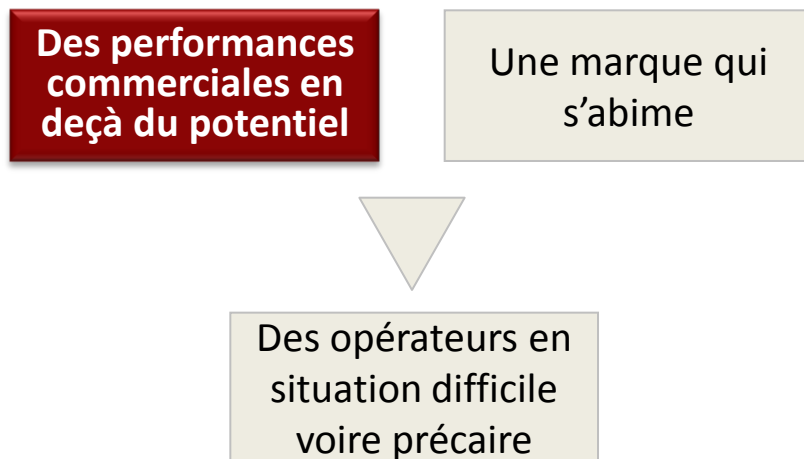 Des performances
commerciales en
deçà du potentiel
Une marque qui
s’abime
Des opérateurs en
situation difficile
voire précaire